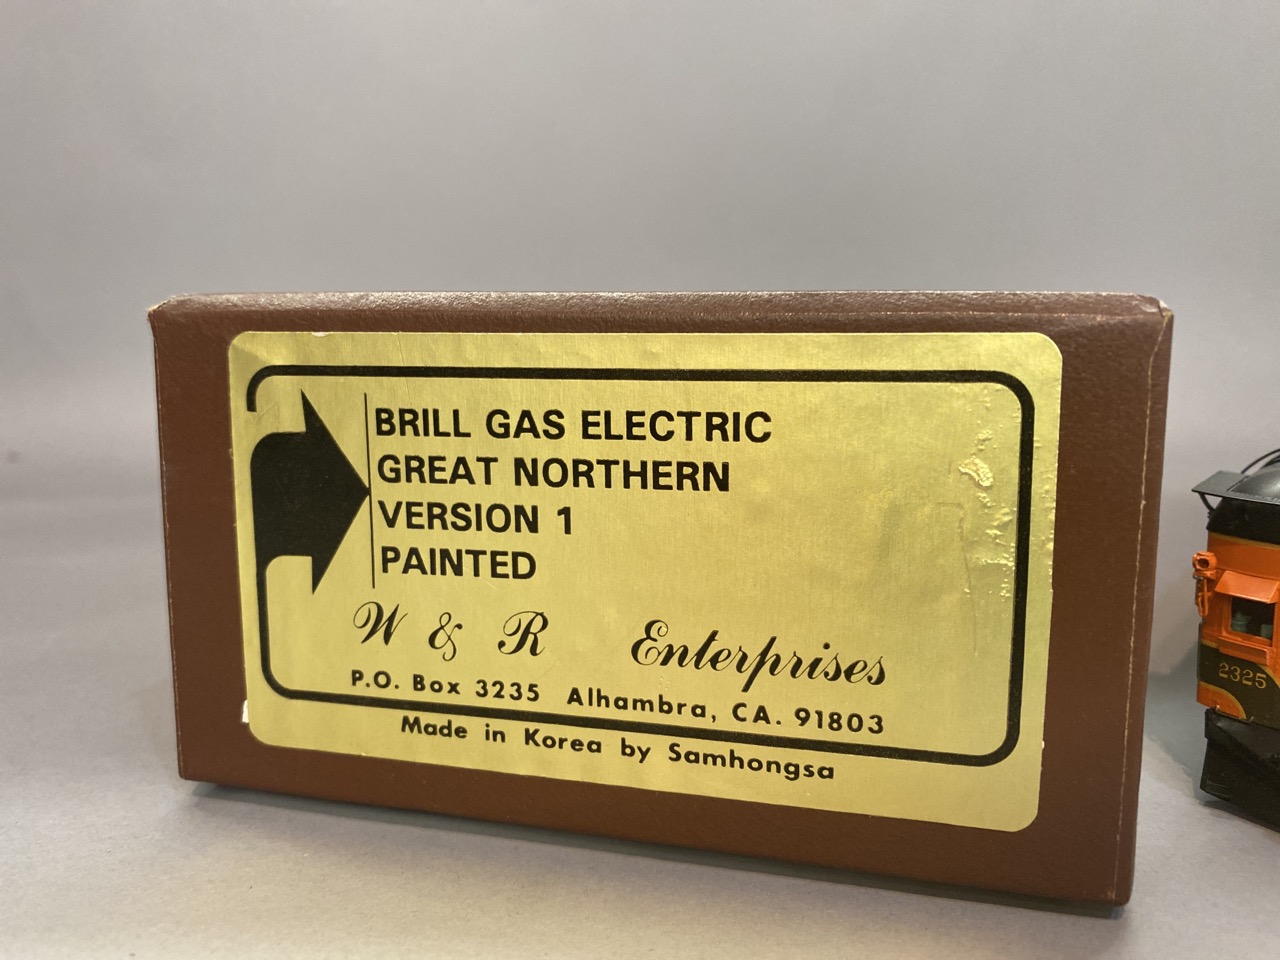 BRILL GAS ELECTRIC
GREAT NORTHERN
VERSION 1
PAINTED
W & R Enterprises
P.O. Box 3235 Alhambra, CA. 91803
Made in Korea by Samhongsa
2325